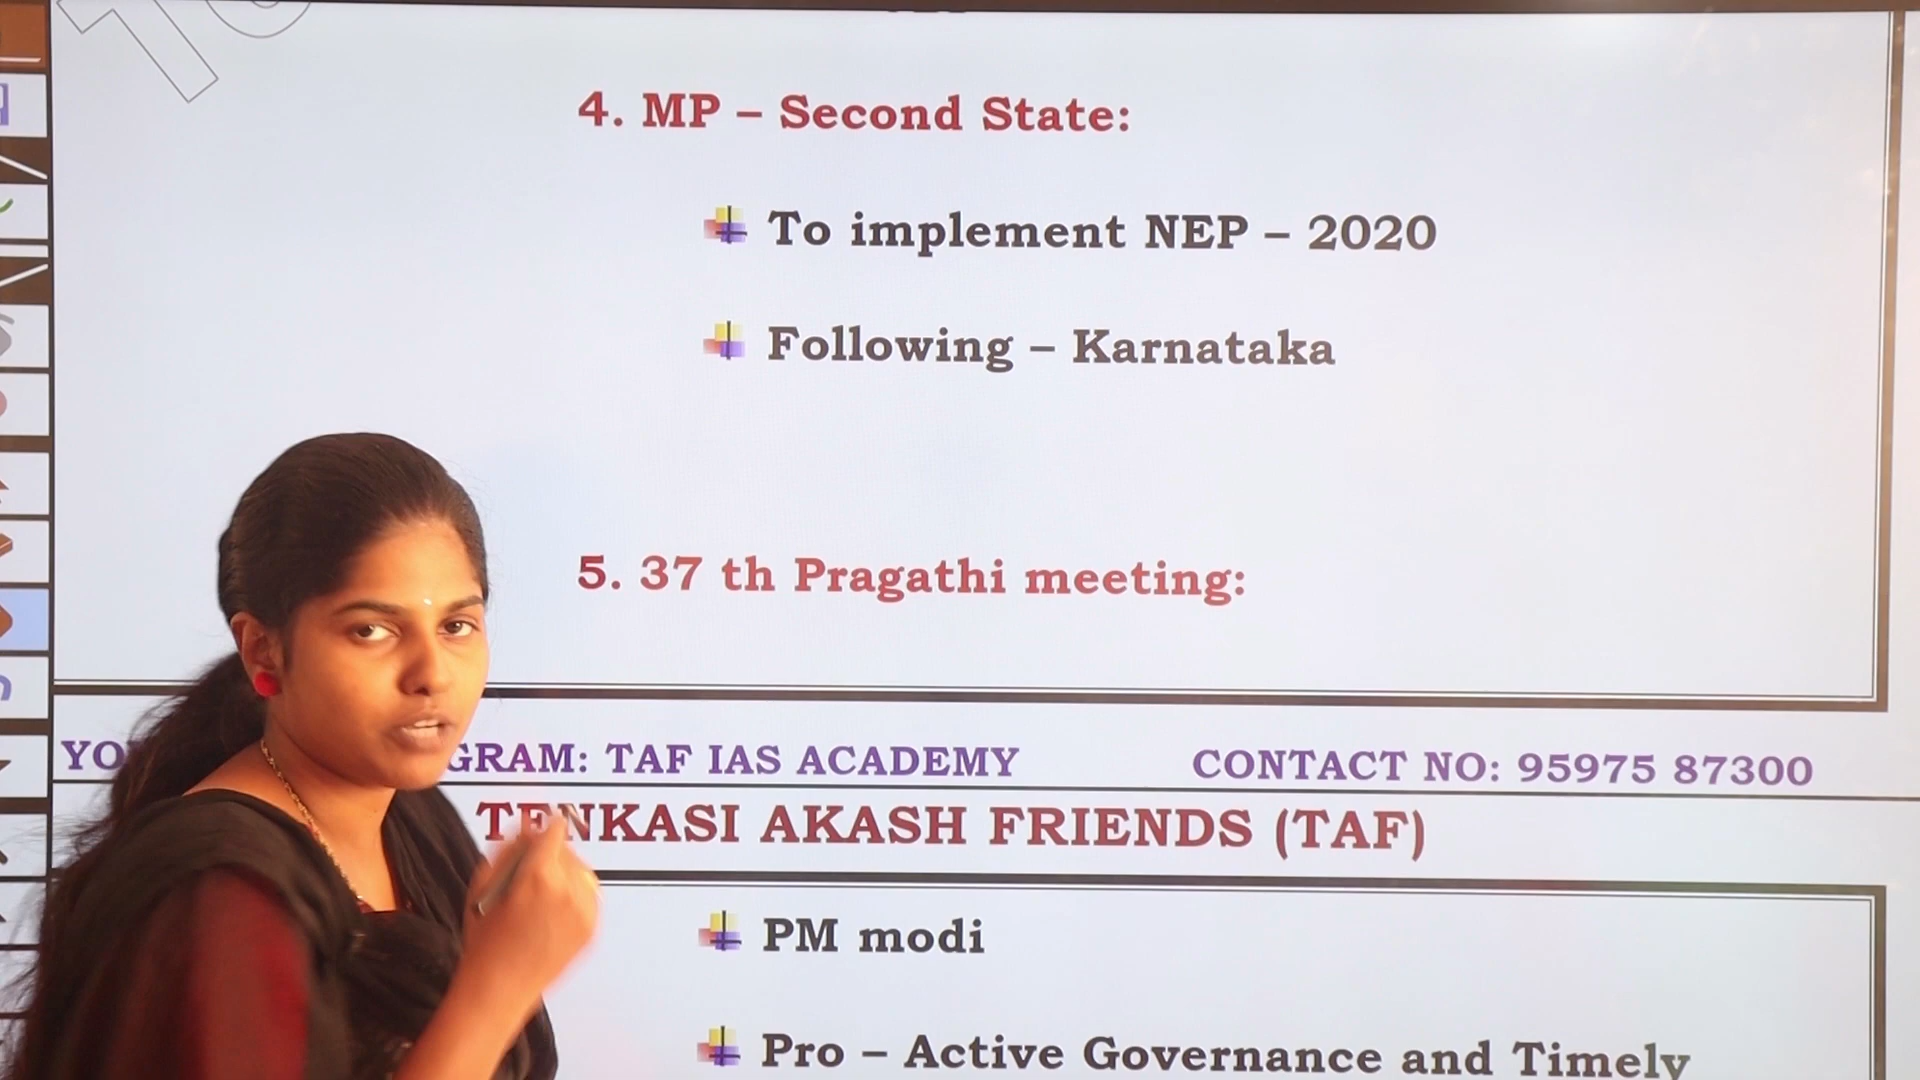 4. MP – Second State:
To implement NEP – 2020
Following – Karnataka
5. 37 th Pragathi meeting:
GRAM: TAF IAS ACADEMY CONTACT NO: 95975 87300
TENKASI AKASH FRIENDS (TAF)
PM modi
Pro – Active Governance and Timely